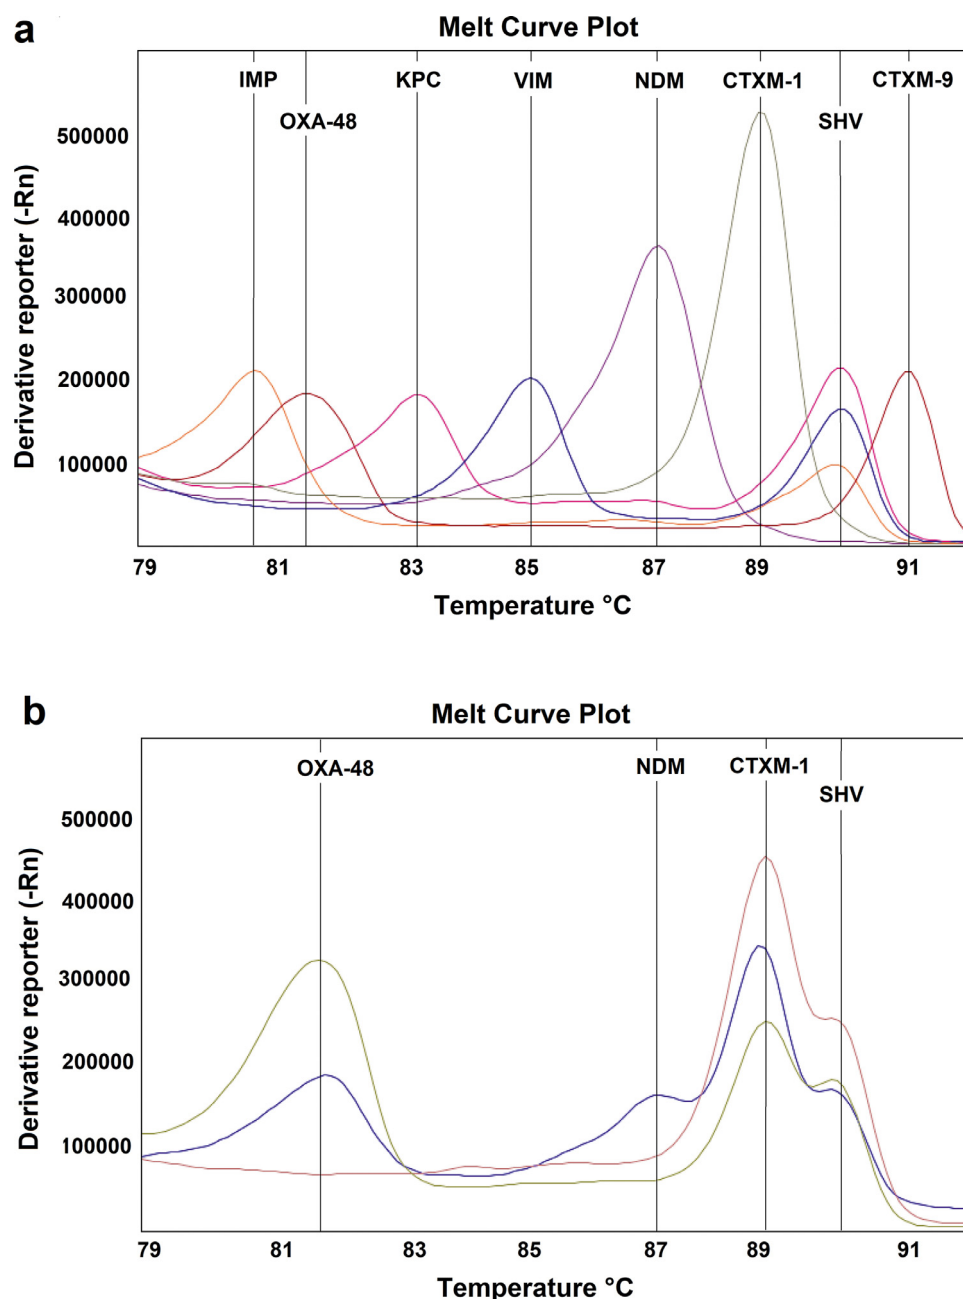 a
Melt Curve Plot
IMP KPC VIM NDM CTXM-1 CTXM-9
OXA-48 SHV
500000
400000
300000
200000
100000
Derivative reporter (-Rn)
79 81 83 85 87 89 91
Temperature °C
b
Melt Curve Plot
OXA-48 NDM CTXM-1
SHV
500000
400000
300000
200000
100000
Derivative reporter (-Rn)
79 81 83 85 87 89 91
Temperature °C